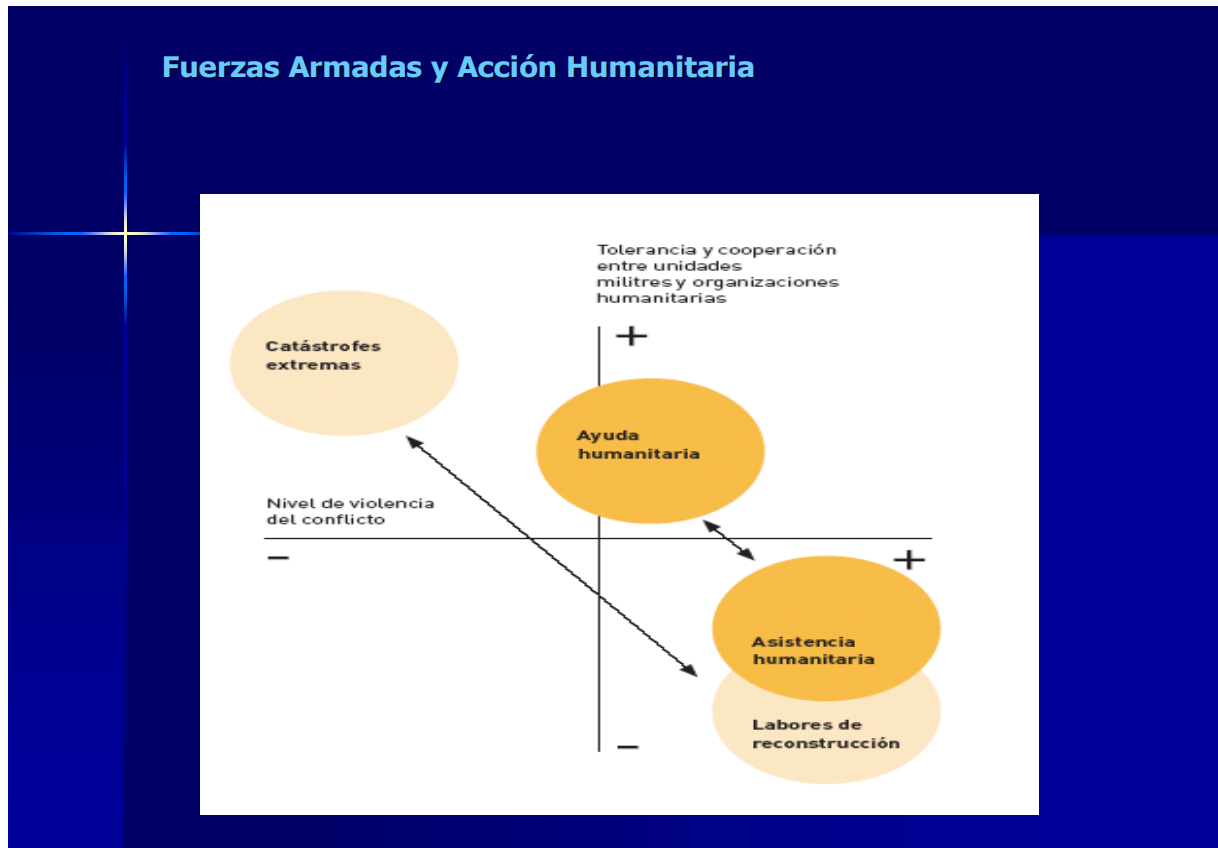 Fuerzas Armadas y Acción Humanitaria
Tolerancia y cooperación
entre unidades
militres y organizaciones
humanitarias
+
Catástrofes
extremas
Ayuda
humanitaria
Nivel de violencia
del conflicto
–
+
Asistencia
humanitaria
Labores de
reconstrucción
–